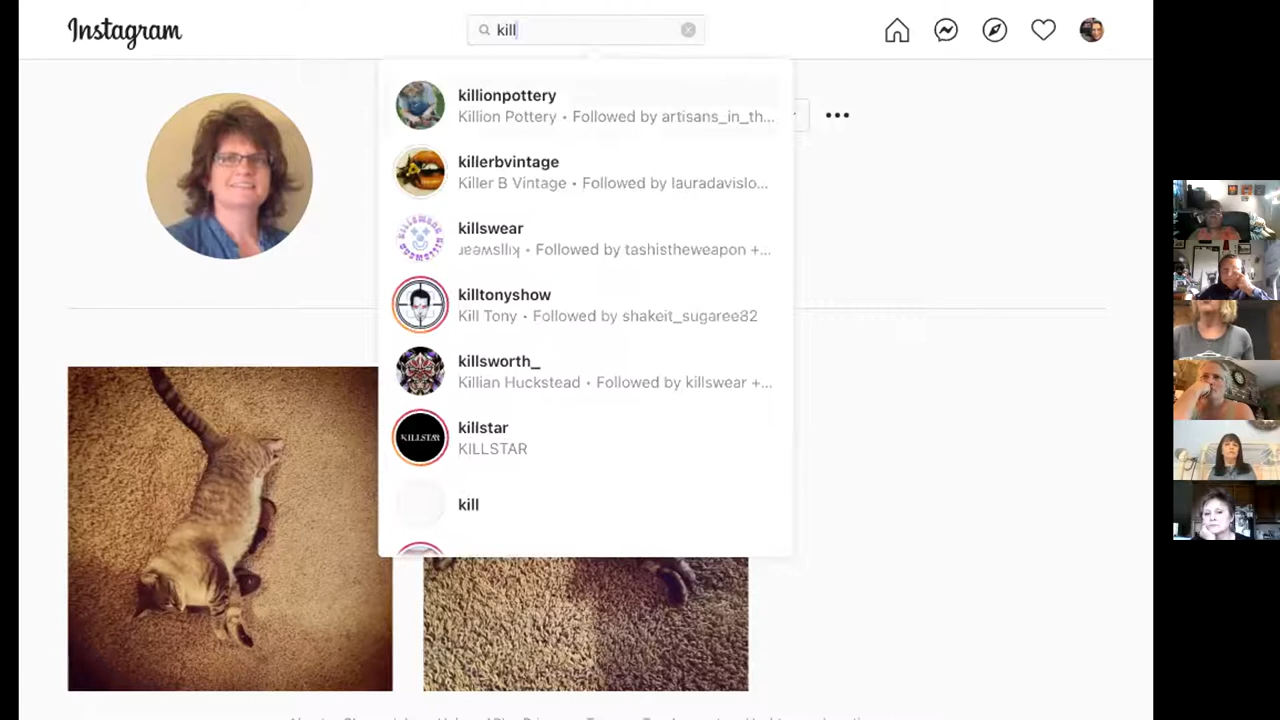 Instagram
kill
killionpottery
Killion Pottery • Followed by artisans_in_th...
killerbvintage
Killer B Vintage • Followed by lauradavislo...
killswear
• Followed by tashistheweapon +...
killtonyshow
Kill Tony • Followed by shakeit_sugaree82
killsworth_
Killian Huckstead • Followed by killswear +...
KILLSTAR
killstar
KILLSTAR
kill